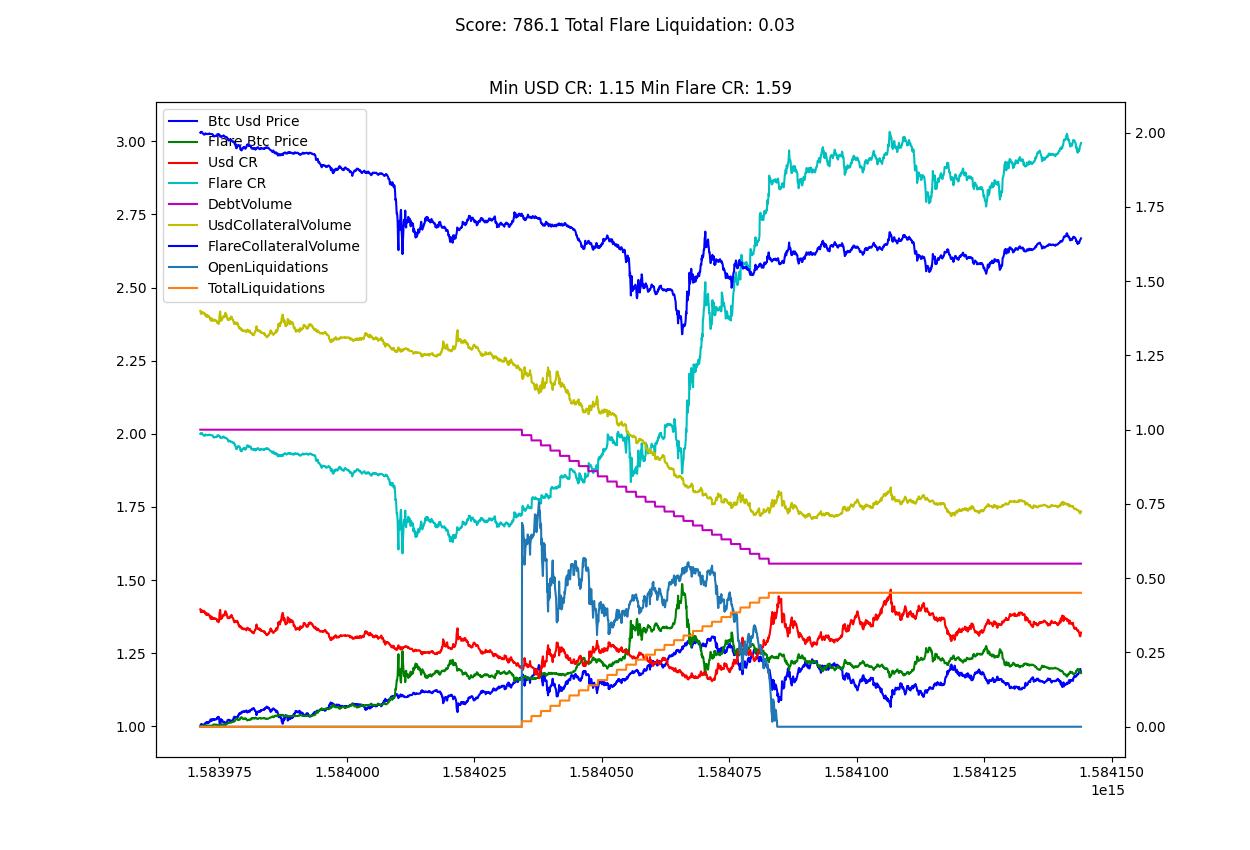 Score: 786.1 Total Flare Liquidation: 0.03
Min USD CR: 1.15 Min Flare CR: 1.59
Btc Usd Price
Flare Btc Price
Usd CR
Flare CR
DebtVolume
UsdCollateralVolume
FlareCollateralVolume
OpenLiquidations
TotalLiquidations
3.00
2.75
2.50
2.25
2.00
1.75
1.50
1.25
1.00
2.00
1.75
1.50
1.25
1.00
0.75
0.50
0.25
0.00
1.583975 1.584000 1.584025 1.584050 1.584075 1.584100 1.584125 1.584150
1e15